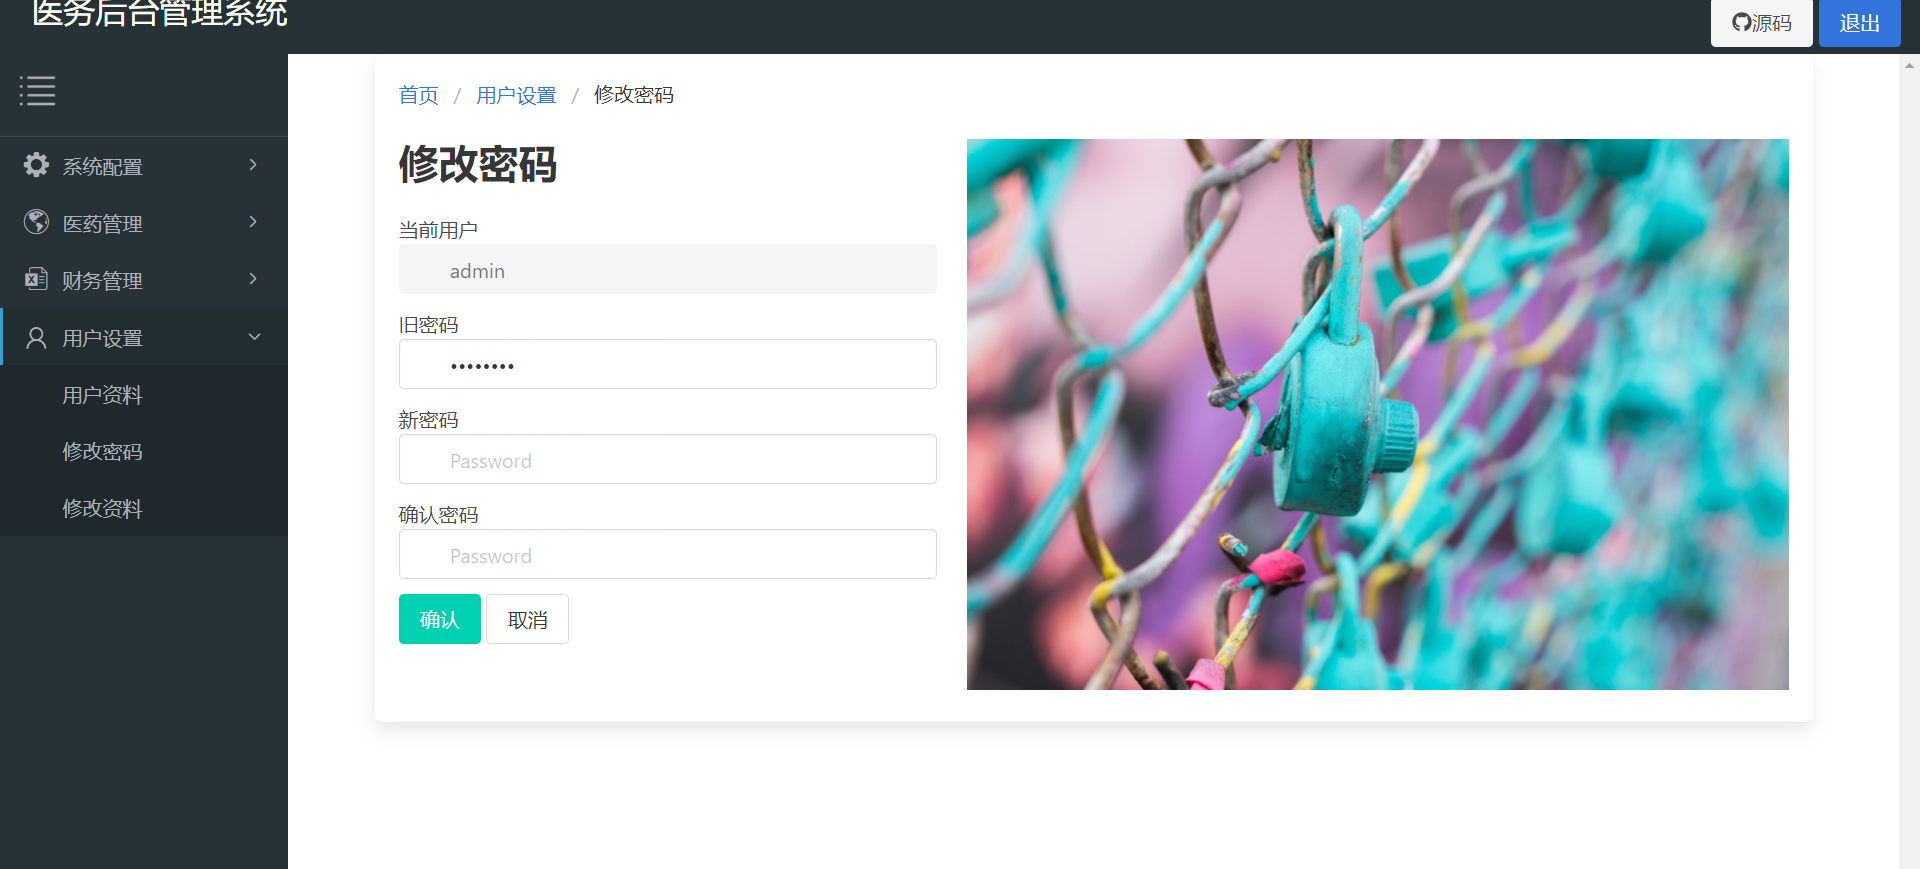 医务后台管理系统
源码
退出
系统配置
医药管理
财务管理
用户设置
用户资料
修改密码
修改资料
首页 / 用户设置 / 修改密码
修改密码
当前用户
admin
旧密码
••••••••
新密码
Password
确认密码
Password
确认 取消